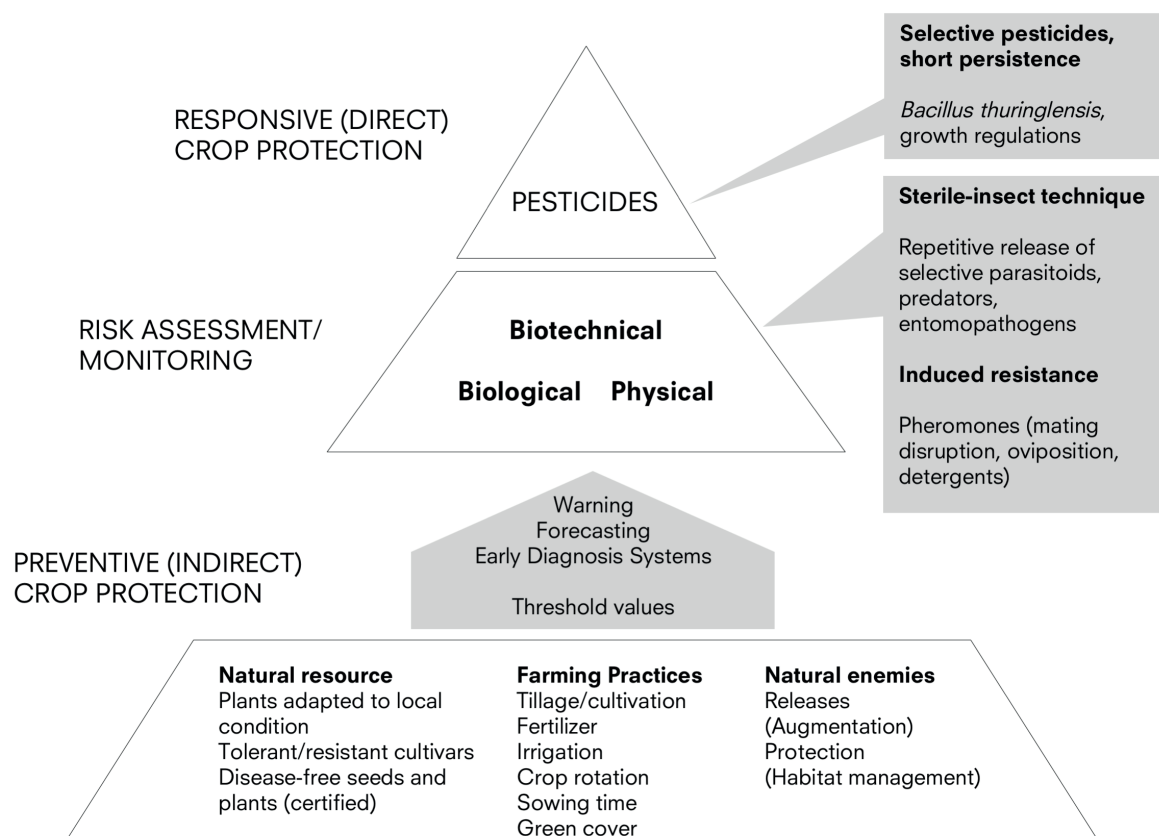 RESPONSIVE (DIRECT)
CROP PROTECTION
PESTICIDES
Selective pesticides,
short persistence
Bacillus thuringlensis,
growth regulations
RISK ASSESSMENT/
MONITORING
Biotechnical
Biological Physical
Sterile-insect technique
Repetitive release of
selective parasitoids,
predators,
entomopathogens
Induced resistance
Pheromones (mating
disruption, oviposition,
detergents)
PREVENTIVE (INDIRECT)
CROP PROTECTION
Warning
Forecasting
Early Diagnosis Systems
Threshold values
Natural resource
Plants adapted to local
condition
Tolerant/resistant cultivars
Disease-free seeds and
plants (certified)
Farming Practices
Tillage/cultivation
Fertilizer
Irrigation
Crop rotation
Sowing time
Green cover
Natural enemies
Releases
(Augmentation)
Protection
(Habitat management)